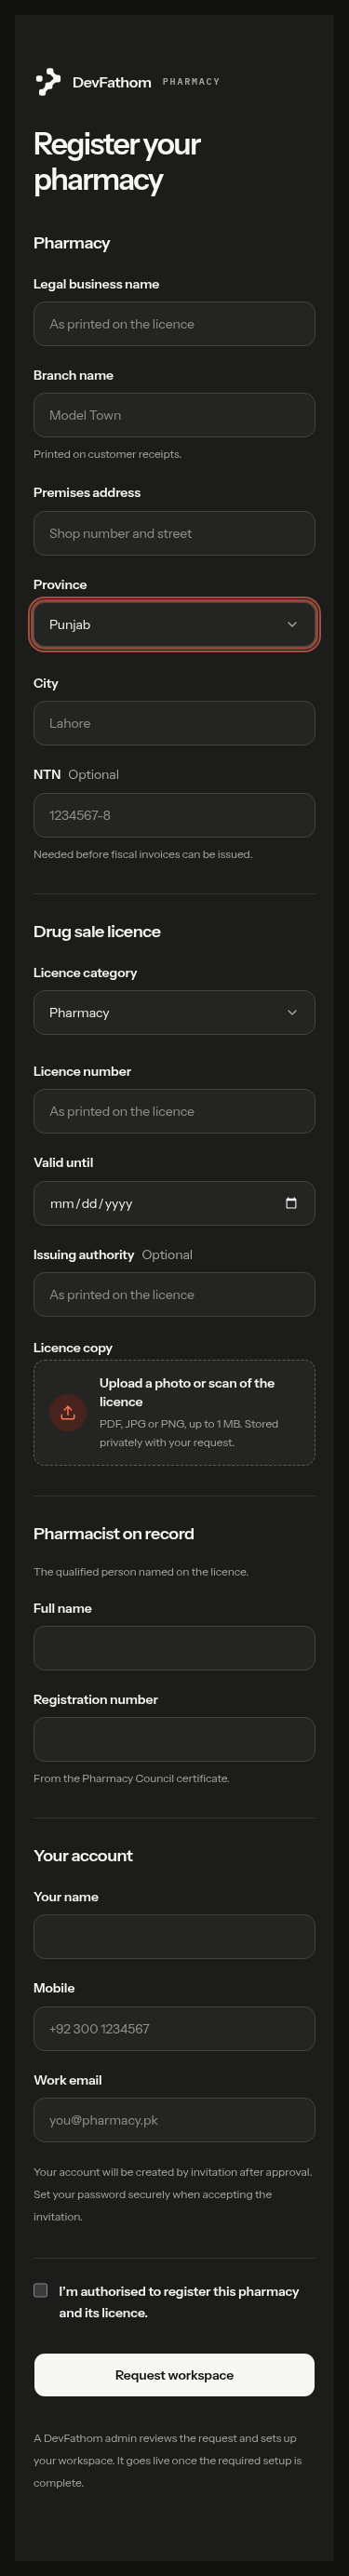 DevFathom PHARMACY
Register your
pharmacy
Pharmacy
Legal business name
As printed on the licence
Branch name
Model Town
Printed on customer receipts.
Premises address
Shop number and street
Province
Punjab
City
Lahore
NTN Optional
1234567-8
Needed before fiscal invoices can be issued.
Drug sale licence
Licence category
Pharmacy
Licence number
As printed on the licence
Valid until
mm/dd/yyyy
Issuing authority Optional
As printed on the licence
Licence copy
Upload a photo or scan of the
licence
PDF, JPG or PNG, up to 1 MB. Stored
privately with your request.
Pharmacist on record
The qualified person named on the licence.
Full name
Registration number
From the Pharmacy Council certificate.
Your account
Your name
Mobile
+92 300 1234567
Work email
you@pharmacy.pk
Your account will be created by invitation after approval.
Set your password securely when accepting the
invitation.
I'm authorised to register this pharmacy
and its licence.
Request workspace
A DevFathom admin reviews the request and sets up
your workspace. It goes live once the required setup is
complete.